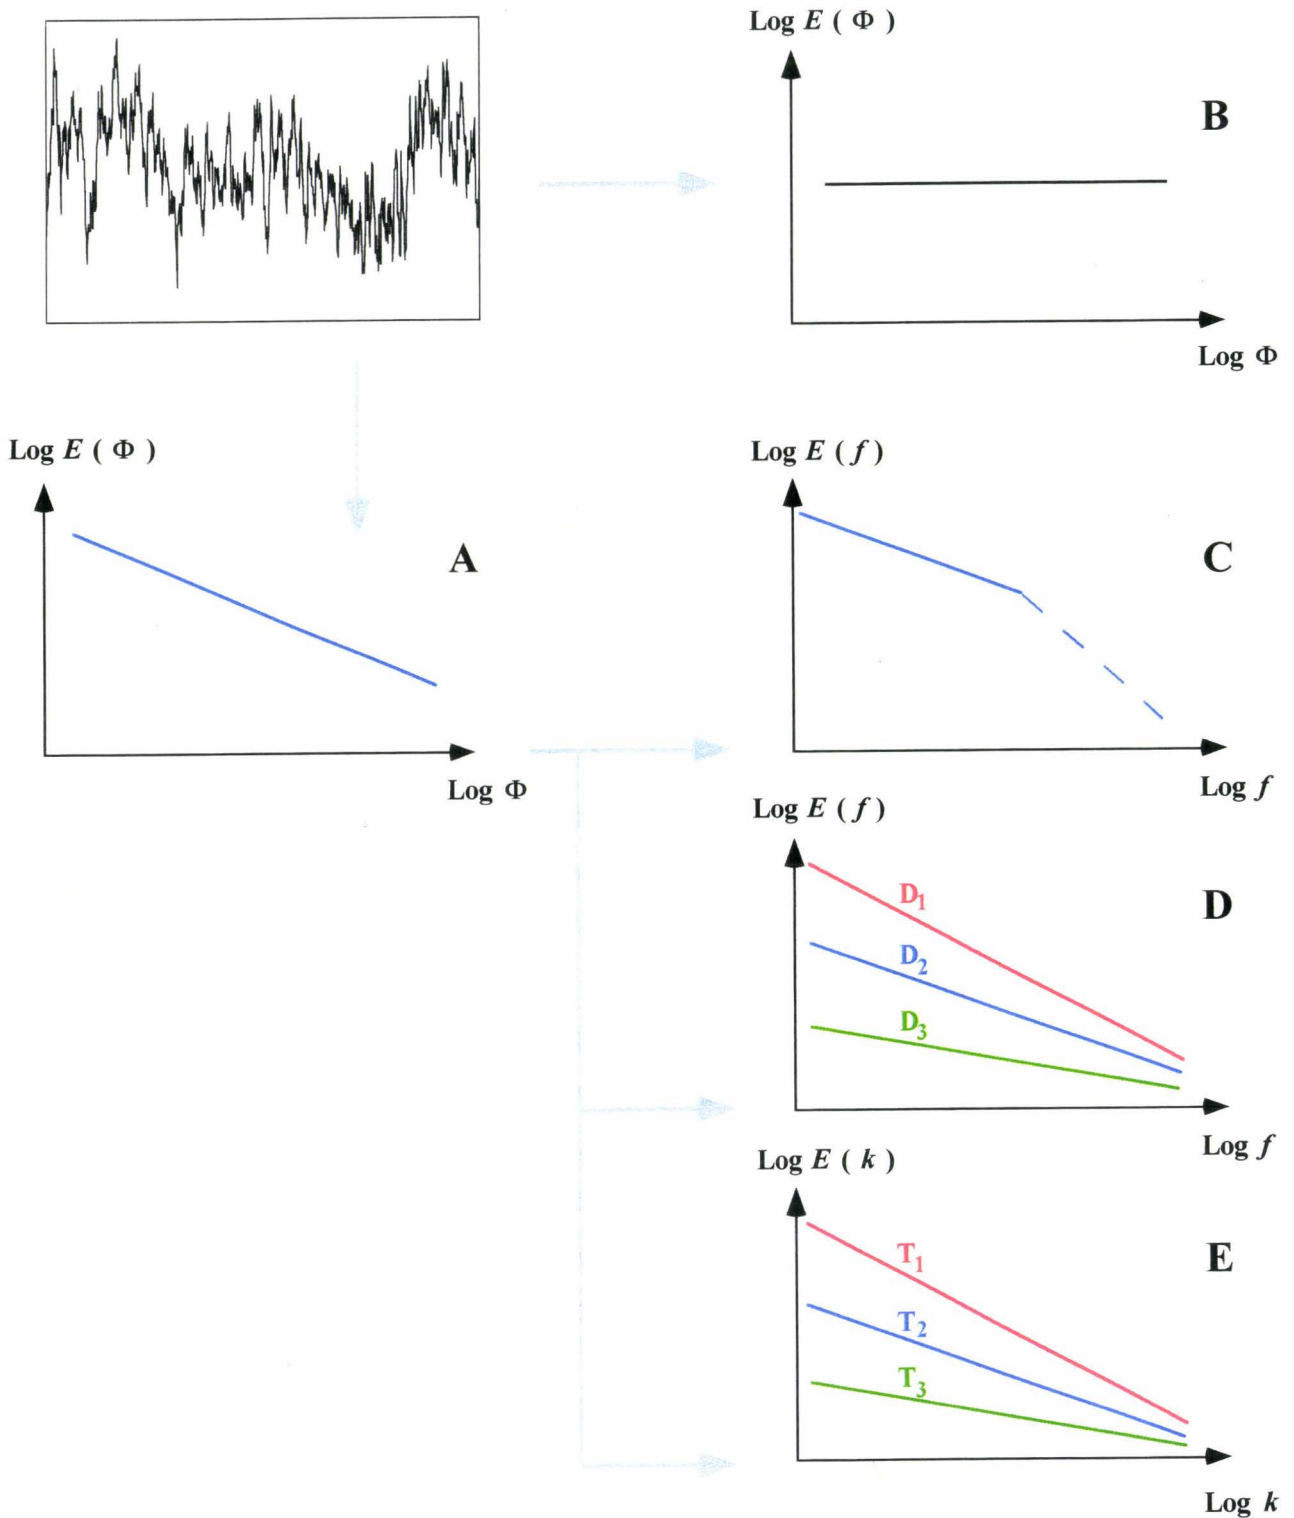 Log E ( Φ )
B
Log Φ
Log E ( Φ )
A
Log Φ
Log E ( f )
C
Log f
Log E ( f )
D
D1
D2
D3
Log f
Log E ( k )
E
T1
T2
T3
Log k